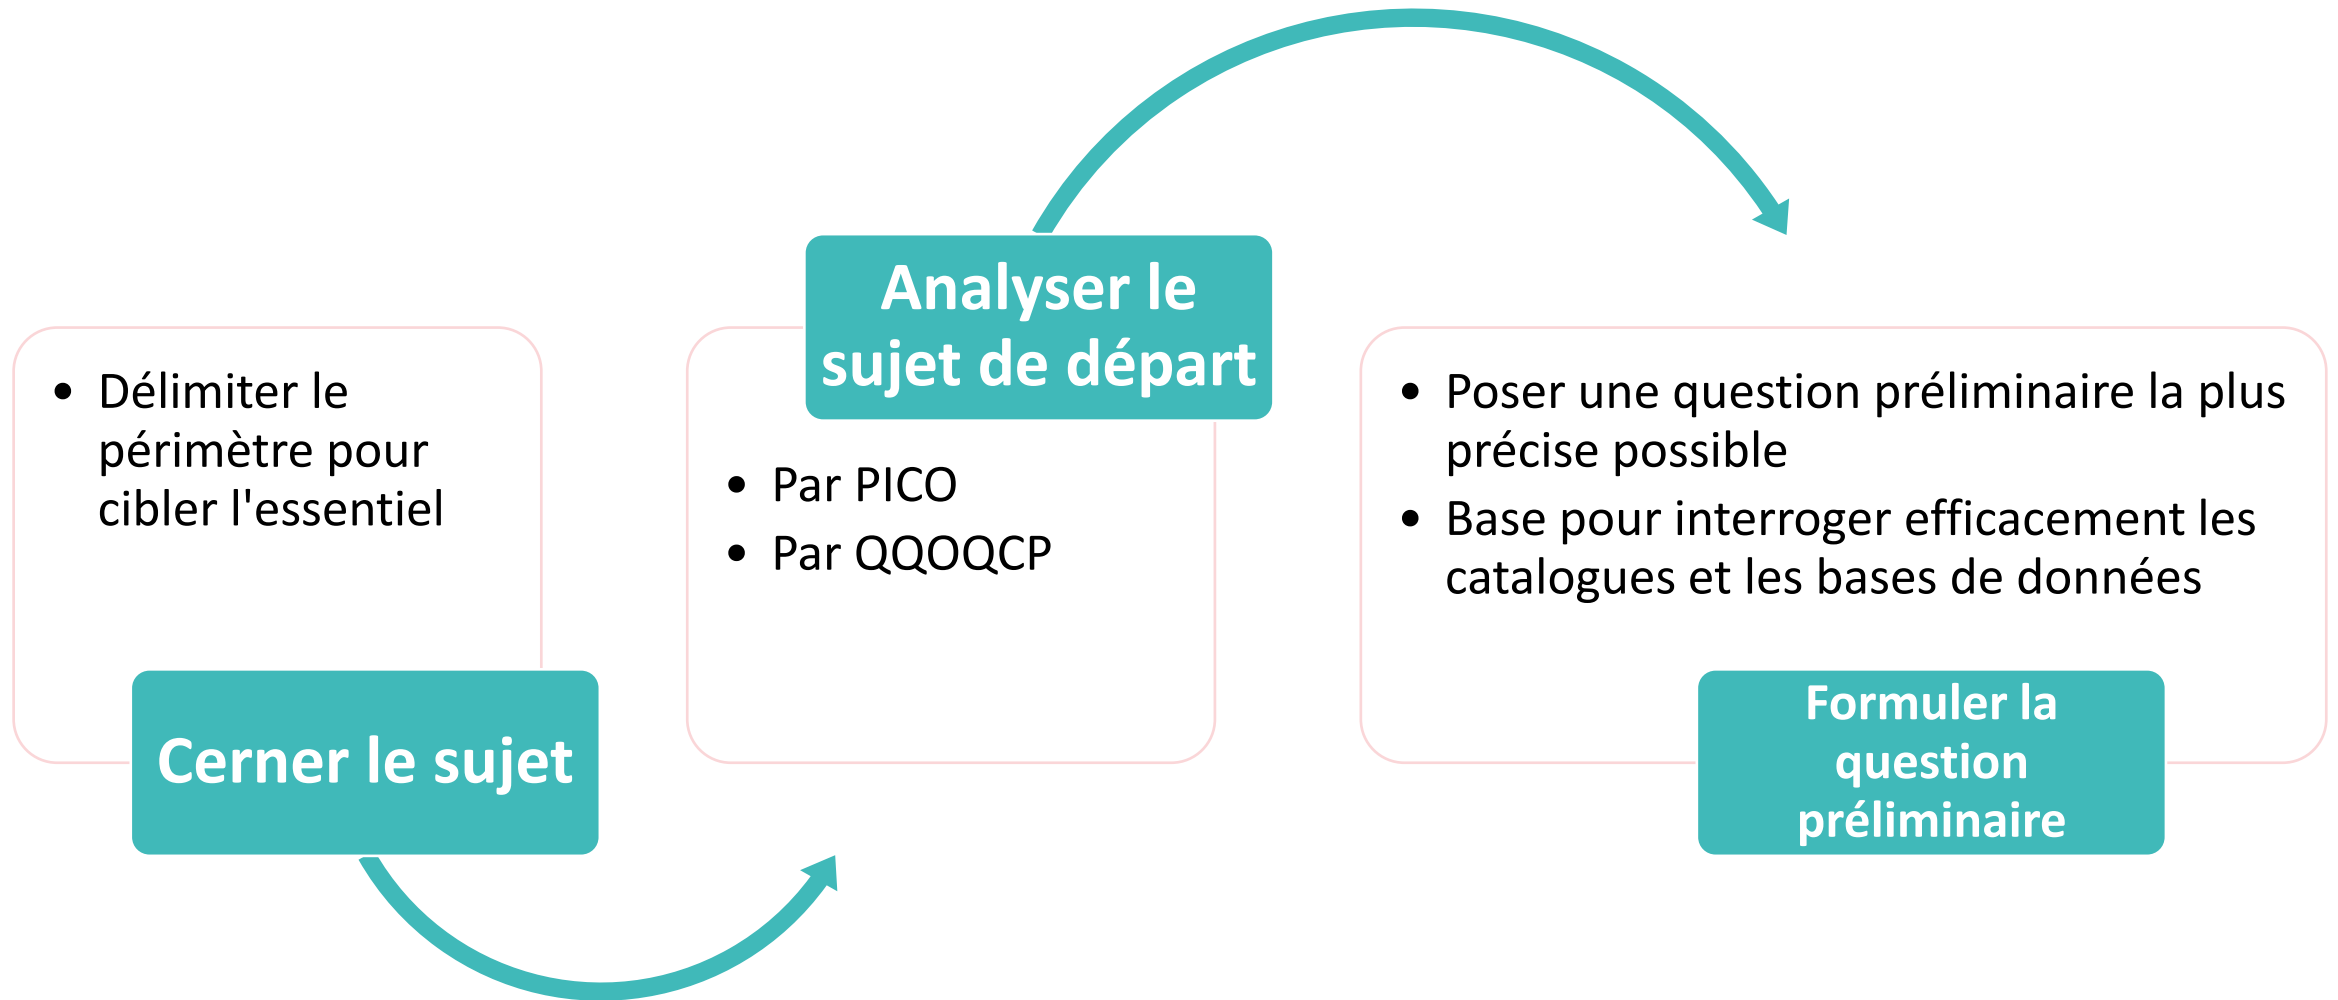 • Délimiter le
périmètre pour
cibler l'essentiel
Cerner le sujet
Analyser le
sujet de départ
• Par PICO
• Par QQOQCP
• Poser une question préliminaire la plus
précise possible
• Base pour interroger efficacement les
catalogues et les bases de données
Formuler la
question
préliminaire